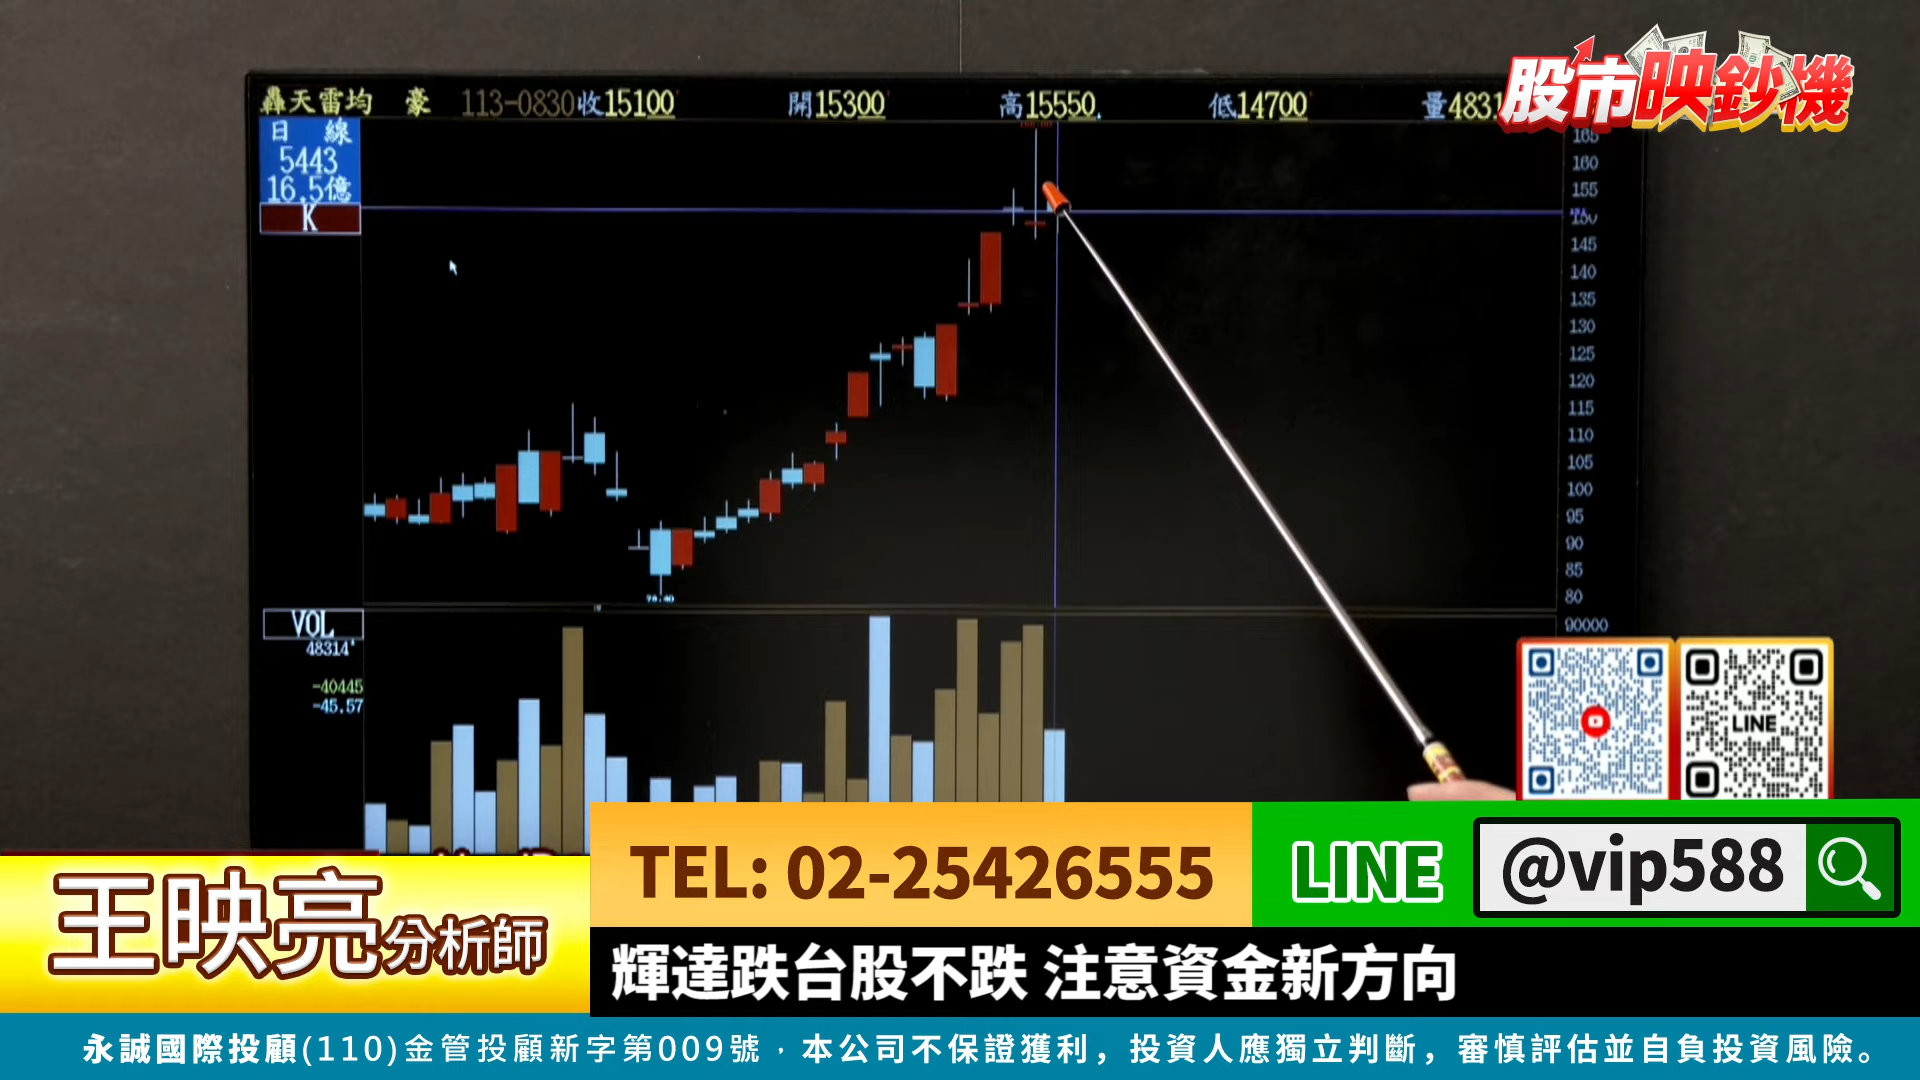 股市映鈔機
轟天雷均 豪 113-0830收15100 開15300 高15550 低14700 量4831
日 線
5443
16.5億
K
165
160
155
150
145
140
135
130
125
120
115
110
105
100
95
90
85
80
90000
VOL
48314
-40445
-45.57
LINE
TEL: 02-25426555 LINE @vip588
王映亮分析師
輝達跌台股不跌 注意資金新方向
永誠國際投顧(110)金管投顧新字第009號，本公司不保證獲利，投資人應獨立判斷，審慎評估並自負投資風險。